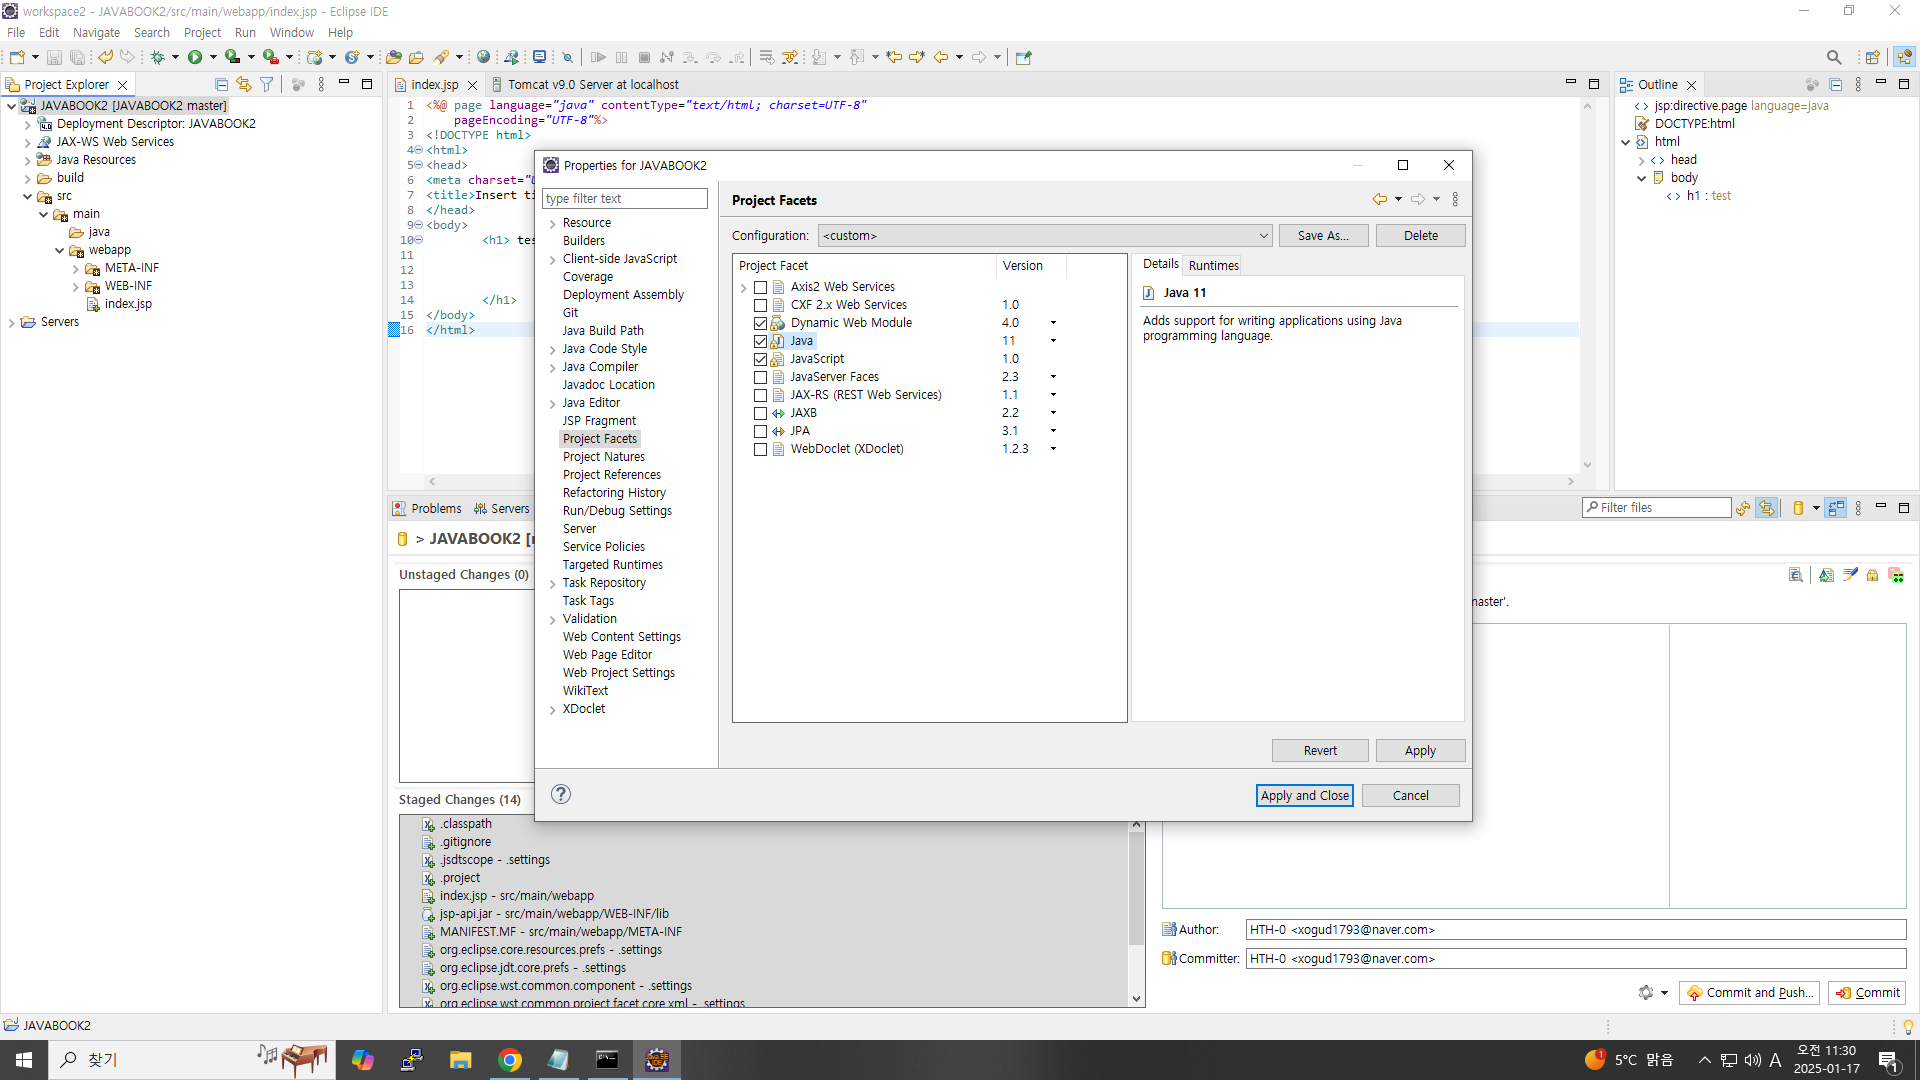 workspace2 - JAVABOOK2/src/main/webapp/index.jsp - Eclipse IDE
File Edit Navigate Search Project Run Window Help
Project Explorer
JAVABOOK2 [JAVABOOK2 master]
Deployment Descriptor: JAVABOOK2
JAX-WS Web Services
Java Resources
build
src
main
java
webapp
META-INF
WEB-INF
index.jsp
Servers
index.jsp
Tomcat v9.0 Server at localhost
1 <%@ page language="java" contentType="text/html; charset=UTF-8"
2 pageEncoding="UTF-8"%>
3 <!DOCTYPE html>
4 <html>
5 <head>
6 <meta charset="
7 <title>Insert ti
8 </head>
9 <body>
10 <h1> tes
11
12
13
14 </h1>
15 </body>
16 </html>
Outline
jsp:directive.page language=java
DOCTYPE:html
html
head
body
h1 : test
Properties for JAVABOOK2
type filter text
Resource
Builders
Client-side JavaScript
Coverage
Deployment Assembly
Git
Java Build Path
Java Code Style
Java Compiler
Javadoc Location
Java Editor
JSP Fragment
Project Facets
Project Natures
Project References
Refactoring History
Run/Debug Settings
Server
Service Policies
Targeted Runtimes
Task Repository
Task Tags
Validation
Web Content Settings
Web Page Editor
Web Project Settings
WikiText
XDoclet
Project Facets
Configuration: <custom> Save As... Delete
Project Facet Version
Axis2 Web Services
CXF 2.x Web Services 1.0
Dynamic Web Module 4.0
Java 11
JavaScript 1.0
JavaServer Faces 2.3
JAX-RS (REST Web Services) 1.1
JAXB 2.2
JPA 3.1
WebDoclet (XDoclet) 1.2.3
Details Runtimes
Java 11
Adds support for writing applications using Java
programming language.
Revert Apply
Apply and Close Cancel
Problems Servers
Filter files
> JAVABOOK2 [
Unstaged Changes (0)
master'.
Staged Changes (14)
.classpath
.gitignore
.jsdtscope - .settings
.project
index.jsp - src/main/webapp
jsp-api.jar - src/main/webapp/WEB-INF/lib
MANIFEST.MF - src/main/webapp/META-INF
org.eclipse.core.resources.prefs - .settings
org.eclipse.jdt.core.prefs - .settings
org.eclipse.wst.common.component - .settings
org.eclipse.wst.common.project.facet.core.xml - .settings
Author: HTH-0 <xogud1793@naver.com>
Committer: HTH-0 <xogud1793@naver.com>
Commit and Push... Commit
JAVABOOK2
찾기
Java EE
IDE
1
5°C 맑음
A
오전 11:30
2025-01-17
1